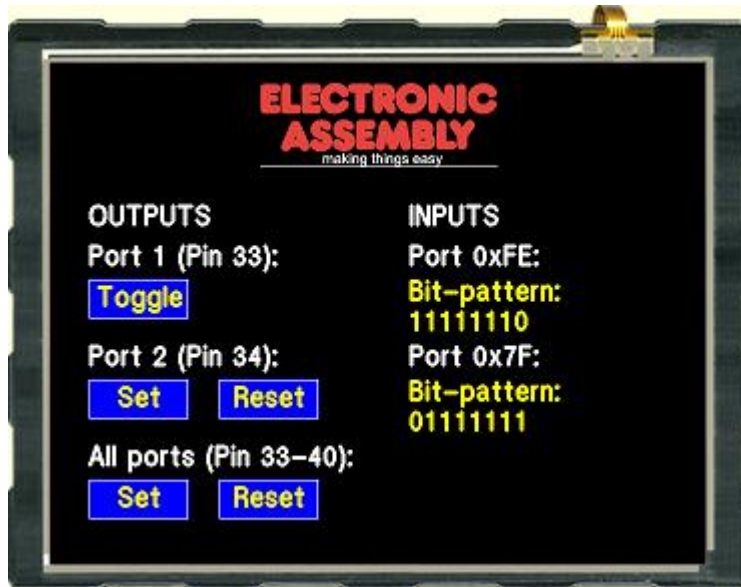 ELECTRONIC
ASSEMBLY
making things easy
OUTPUTS
Port 1 (Pin 33):
Toggle
Port 2 (Pin 34):
Set Reset
All ports (Pin 33-40):
Set Reset
INPUTS
Port 0xFE:
Bit-pattern:
11111110
Port 0x7F:
Bit-pattern:
01111111